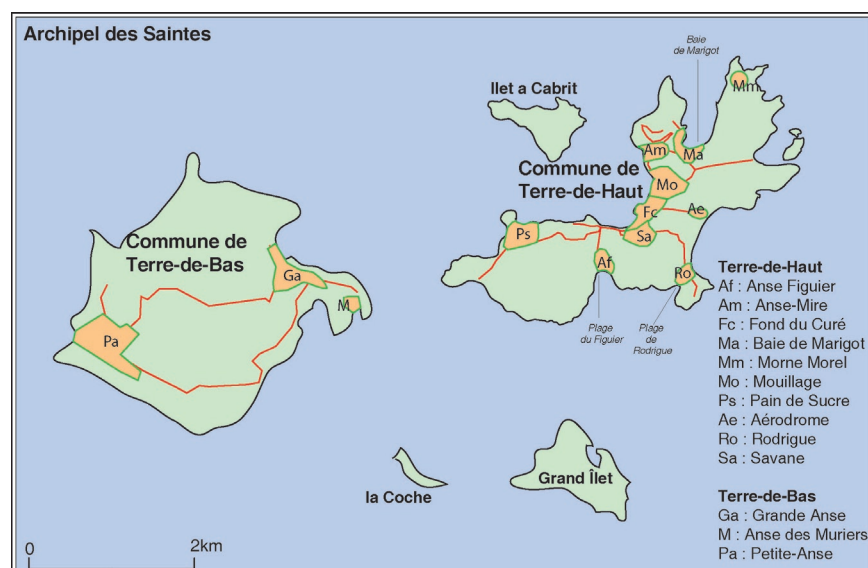 Archipel des Saintes
Baie
de Marigot
Mm
Ilet a Cabrit
Am
Ma
Commune de
Terre-de-Haut
Mo
Fc
Ae
Ps
Sa
Commune de
Terre-de-Bas
Ga
Af
Ro
M
Pa
Plage
du Figuier
Plage
de
Rodrigue
Terre-de-Haut
Af : Anse Figuier
Am : Anse-Mire
Fc : Fond du Curé
Ma : Baie de Marigot
Mm : Morne Morel
Mo : Mouillage
Ps : Pain de Sucre
Ae : Aérodrome
Ro : Rodrigue
Sa : Savane
la Coche
Grand Îlet
Terre-de-Bas
Ga : Grande Anse
M : Anse des Muriers
Pa : Petite-Anse
0
2km